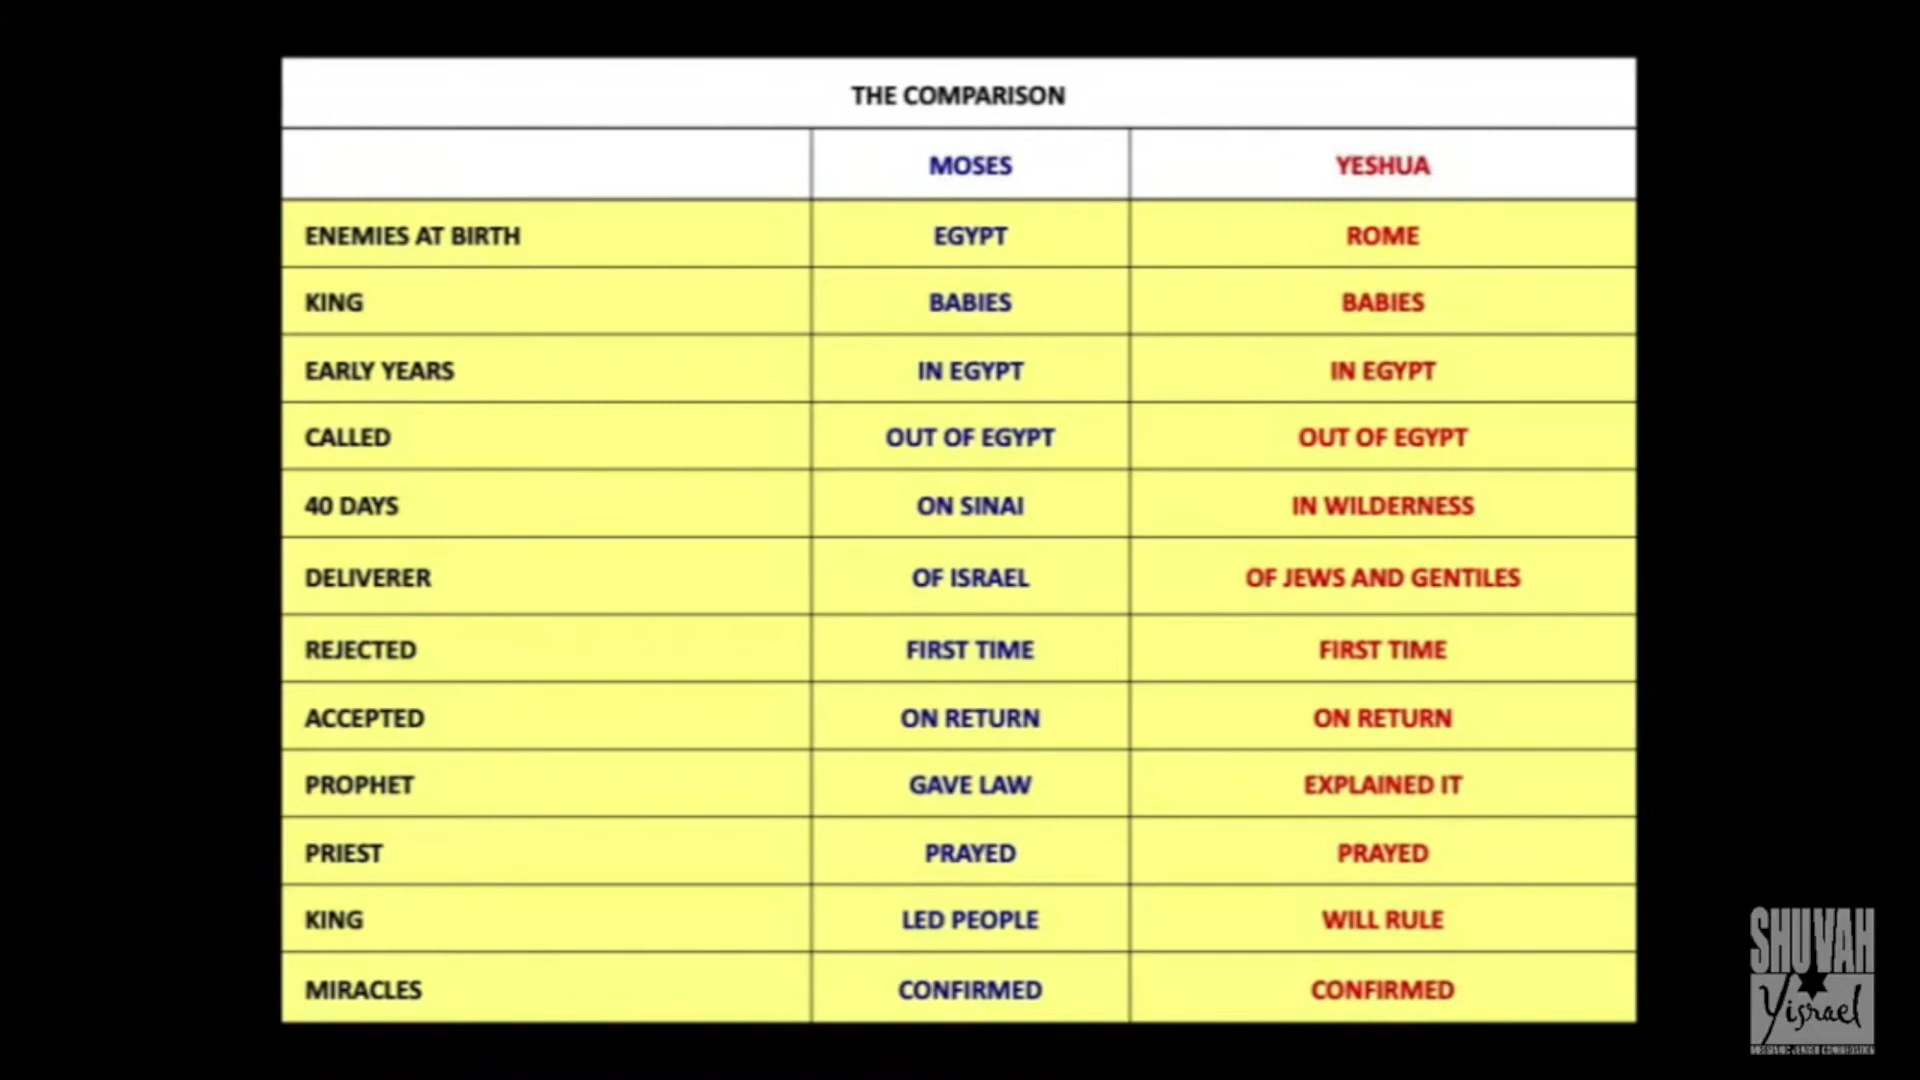 THE COMPARISON
MOSES YESHUA
ENEMIES AT BIRTH EGYPT ROME
KING BABIES BABIES
EARLY YEARS IN EGYPT IN EGYPT
CALLED OUT OF EGYPT OUT OF EGYPT
40 DAYS ON SINAI IN WILDERNESS
DELIVERER OF ISRAEL OF JEWS AND GENTILES
REJECTED FIRST TIME FIRST TIME
ACCEPTED ON RETURN ON RETURN
PROPHET GAVE LAW EXPLAINED IT
PRIEST PRAYED PRAYED
KING LED PEOPLE WILL RULE
MIRACLES CONFIRMED CONFIRMED
SHUVAH
Yisrael